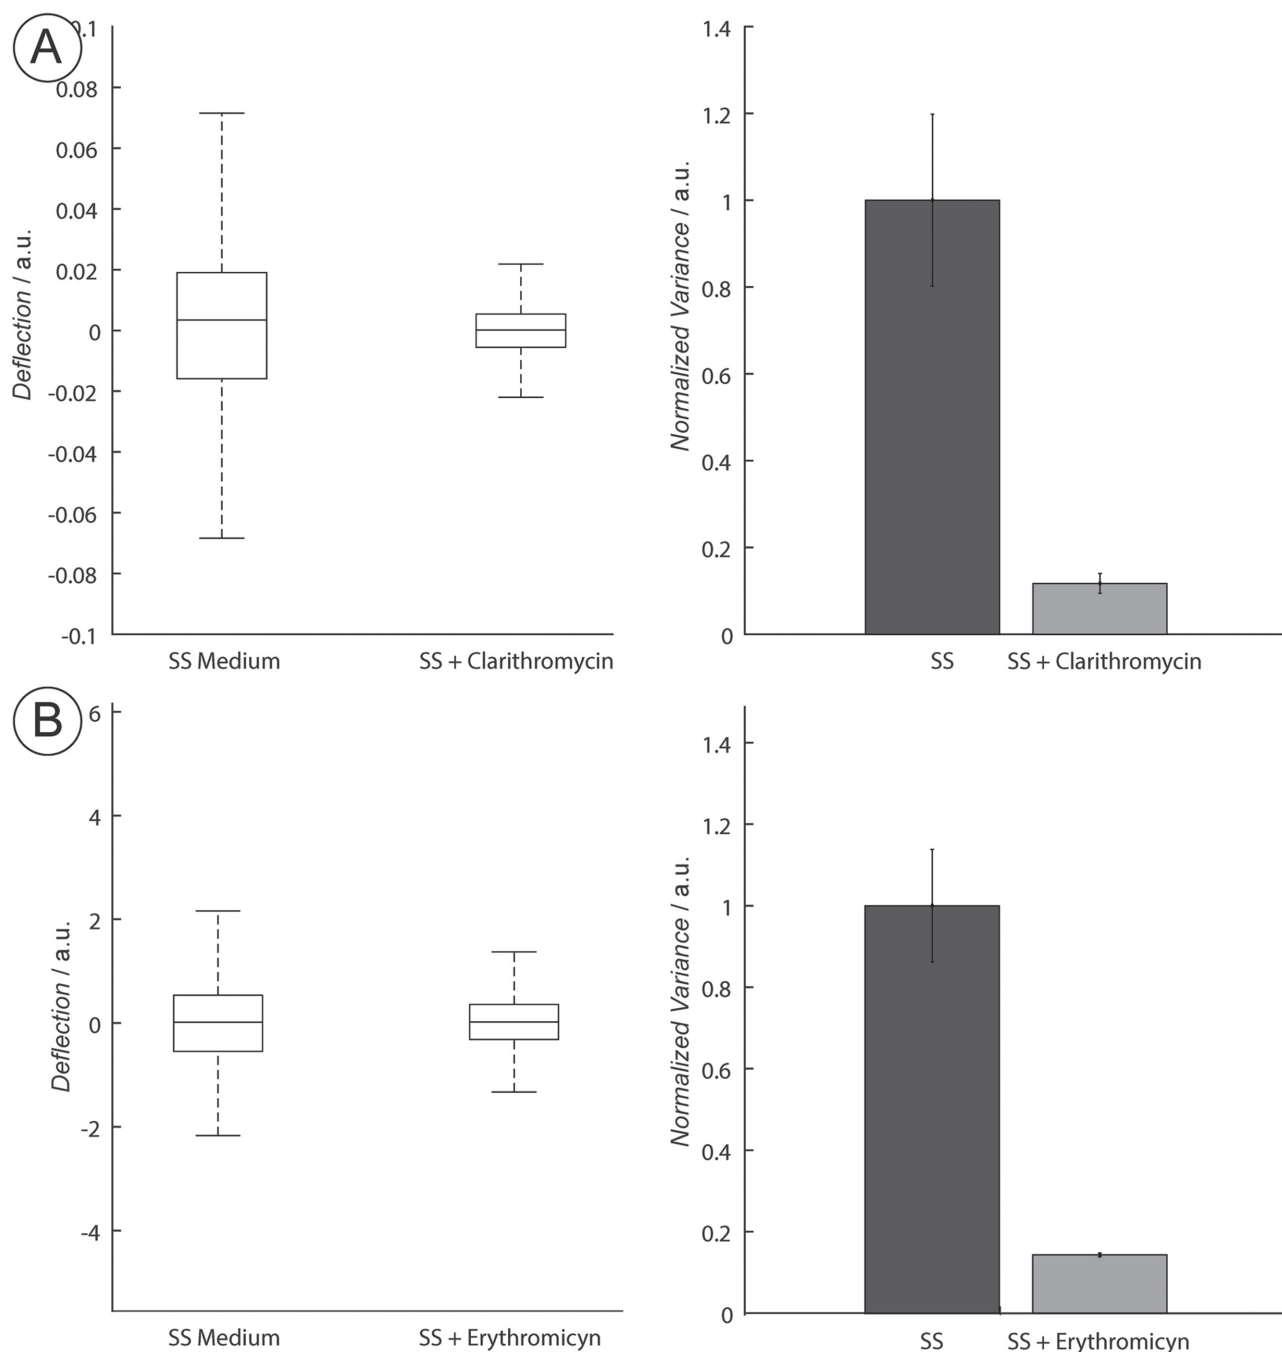 A
0.1
0.08
0.06
0.04
0.02
0
-0.02
-0.04
-0.06
-0.08
-0.1
Deflection / a.u.
SS Medium
SS + Clarithromycin
1.4
1.2
1
0.8
0.6
0.4
0.2
0
Normalized Variance / a.u.
SS
SS + Clarithromycin
B
6
4
2
0
-2
-4
Deflection / a.u.
SS Medium
SS + Erythromicyn
1.4
1.2
1
0.8
0.6
0.4
0.2
0
Normalized Variance / a.u.
SS
SS + Erythromicyn